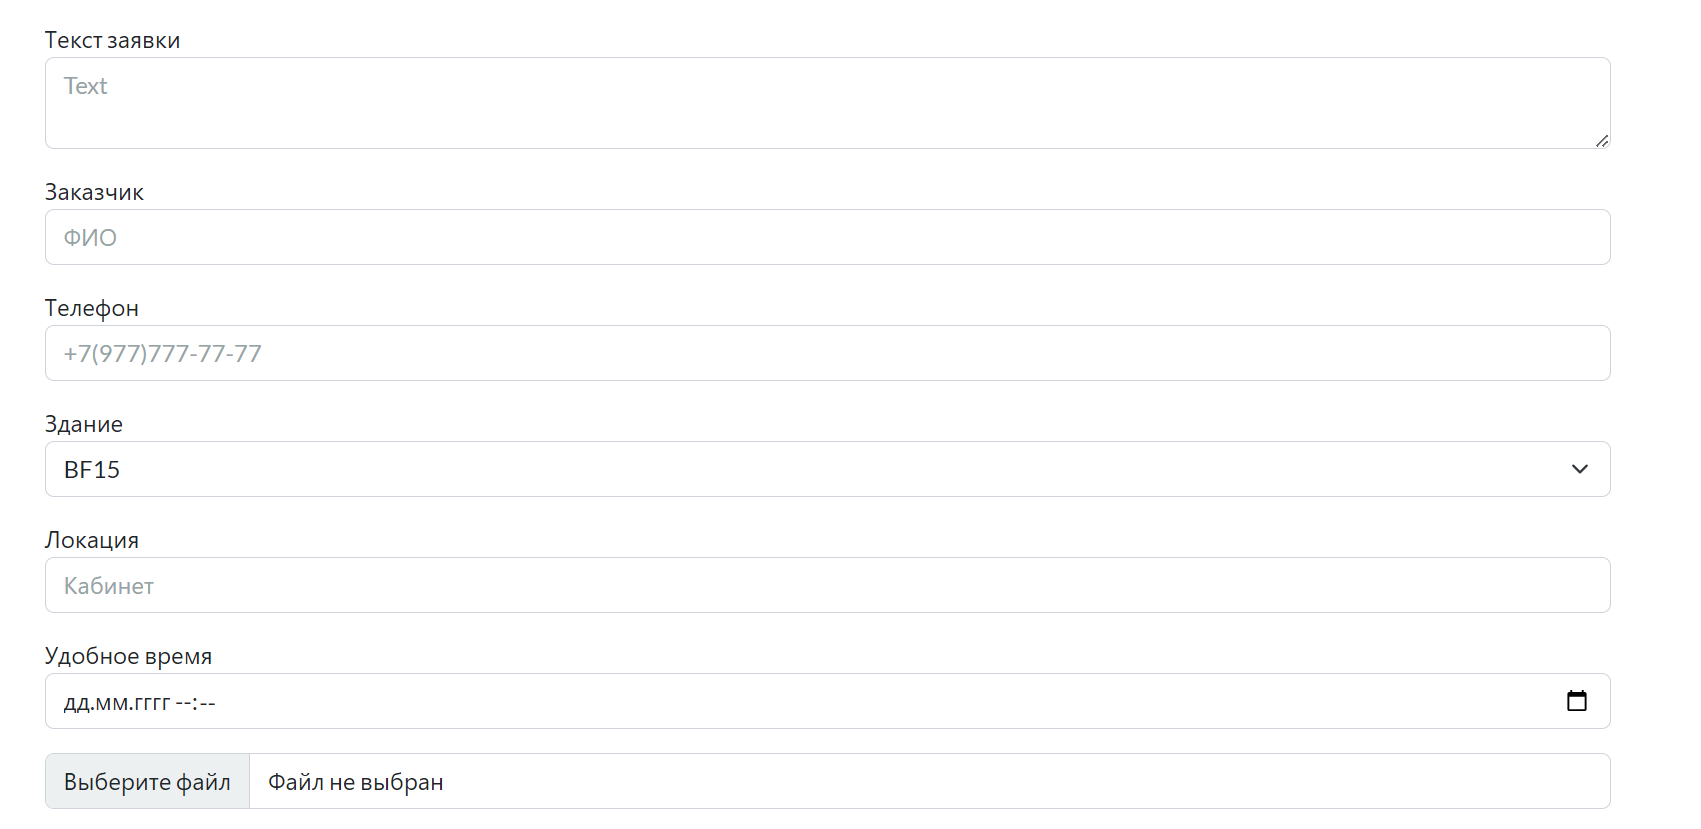 Текст заявки
Text
Заказчик
ФИО
Телефон
+7(977)777-77-77
Здание
BF15
Локация
Кабинет
Удобное время
дд.мм.гггг --:--
Выберите файл Файл не выбран